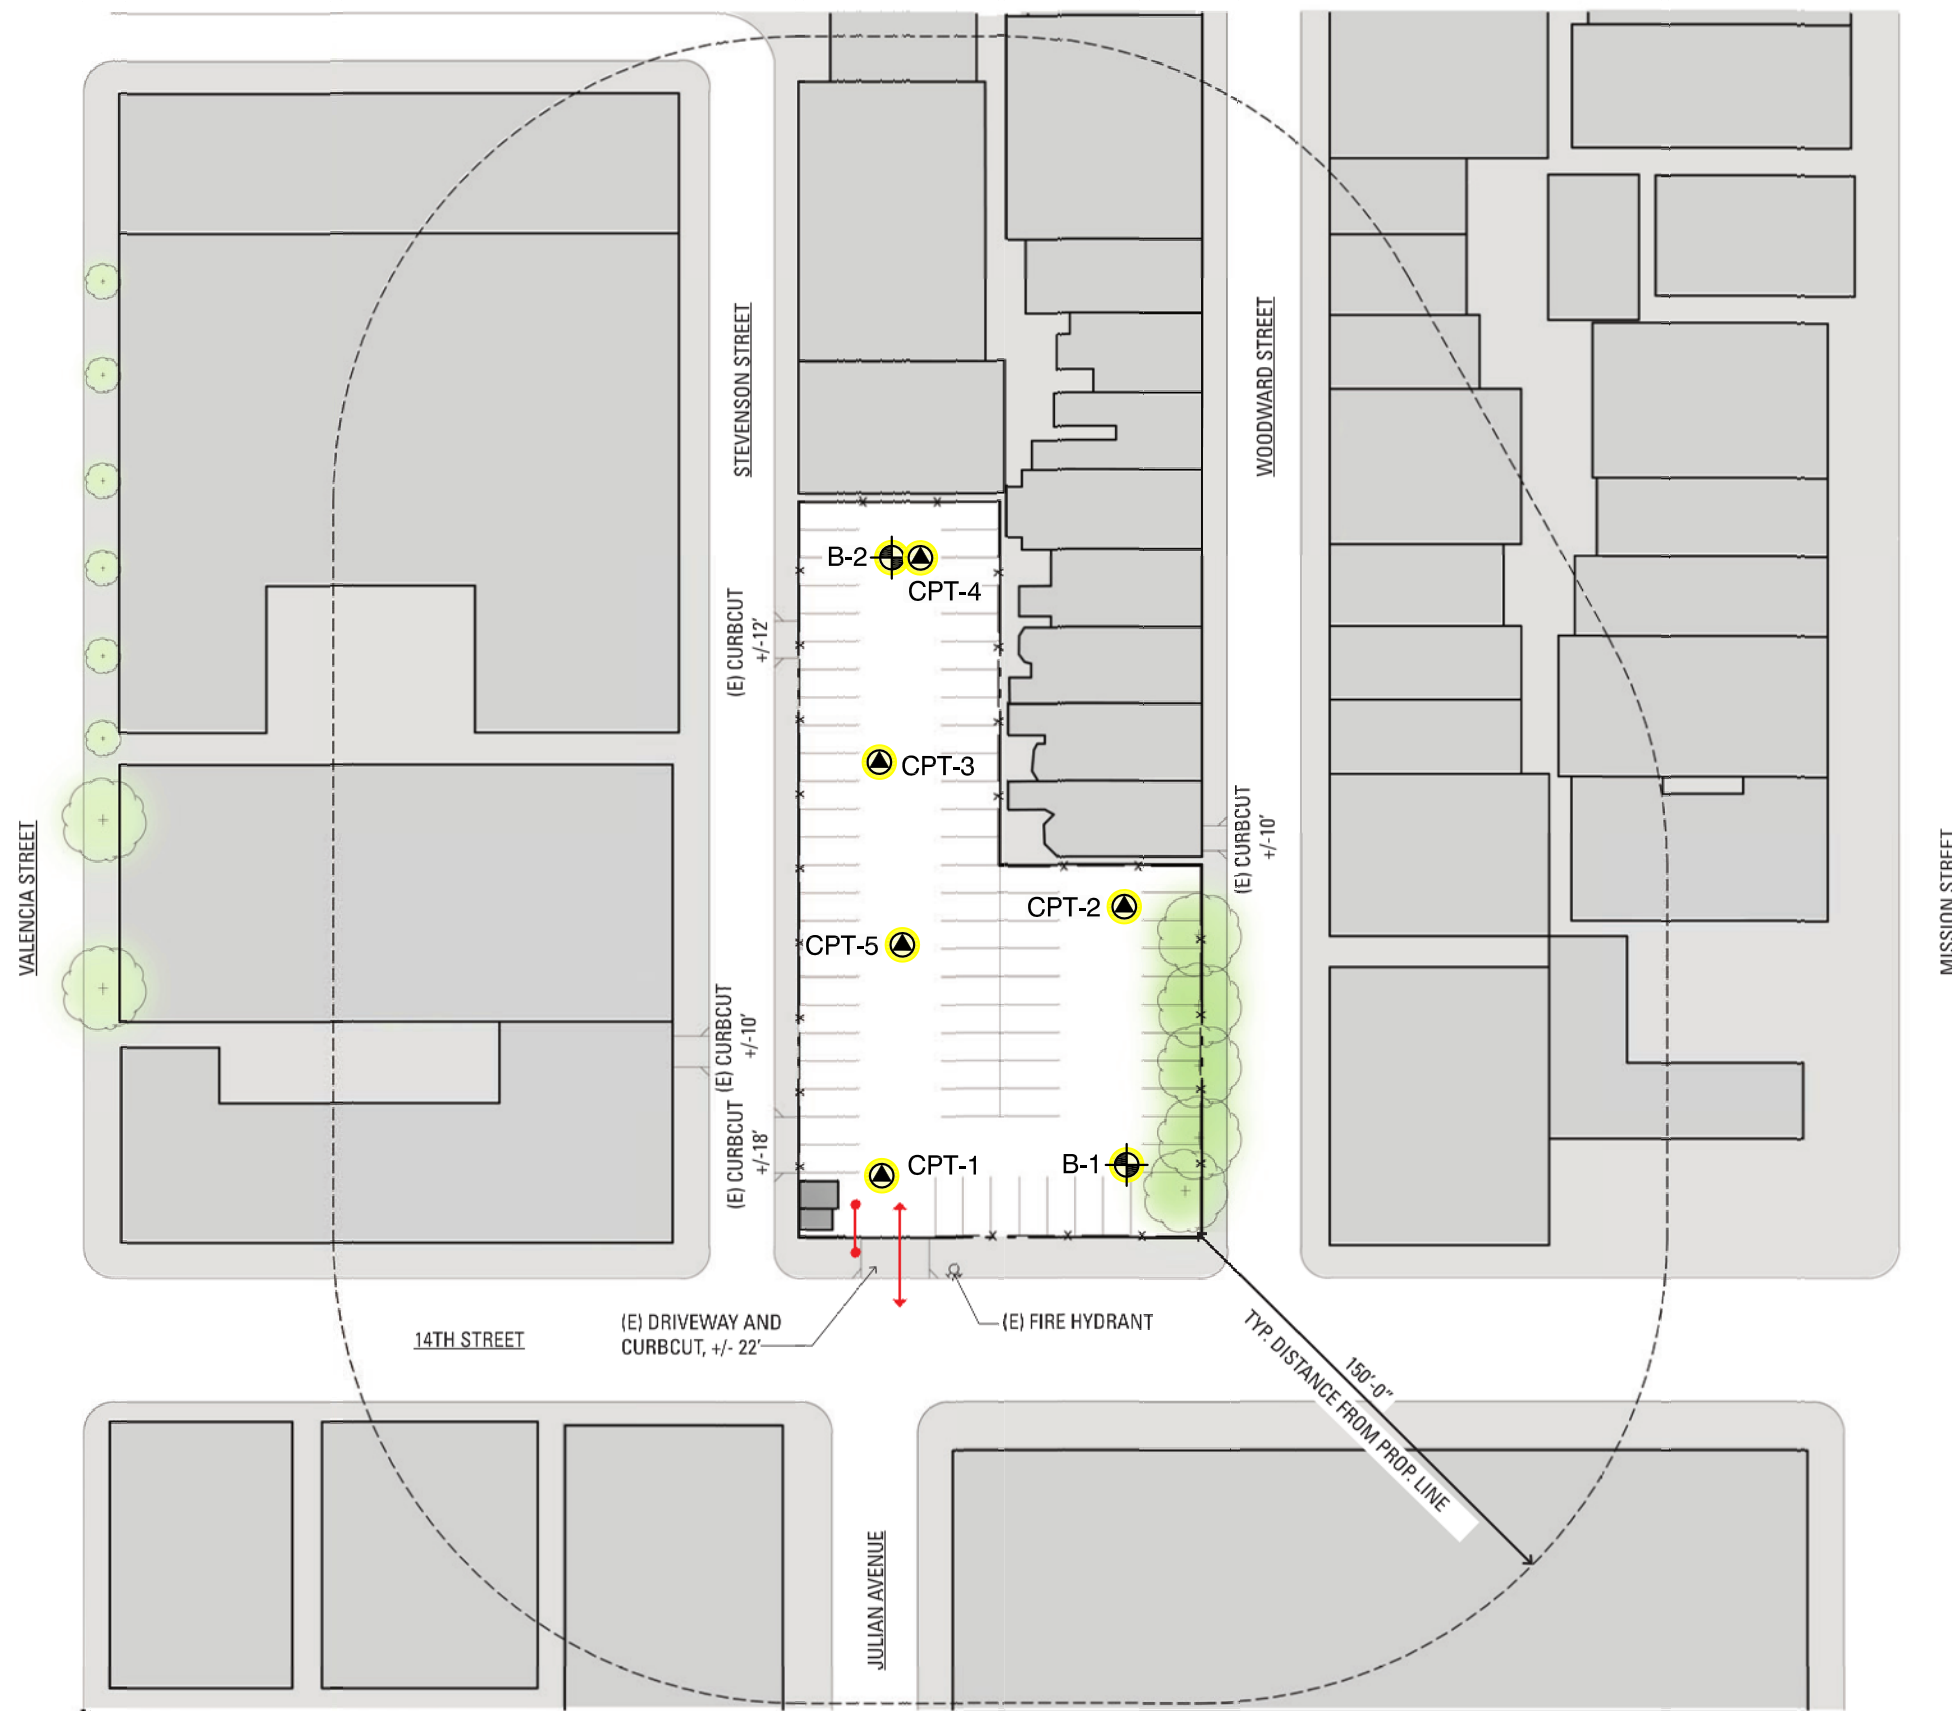 STEVENSON STREET
WOODWARD STREET
B-2
CPT-4
(E) CURBCUT
+/-12'
CPT-3
(E) CURBCUT
+/-10'
VALENCIA STREET
MISSION STREET
CPT-2
CPT-5
(E) CURBCUT
+/-10'
(E) CURBCUT
+/-18'
CPT-1
B-1
(E) DRIVEWAY AND
CURBCUT, +/- 22'
(E) FIRE HYDRANT
14TH STREET
150'-0"
TYP. DISTANCE FROM PROP. LINE
JULIAN AVENUE